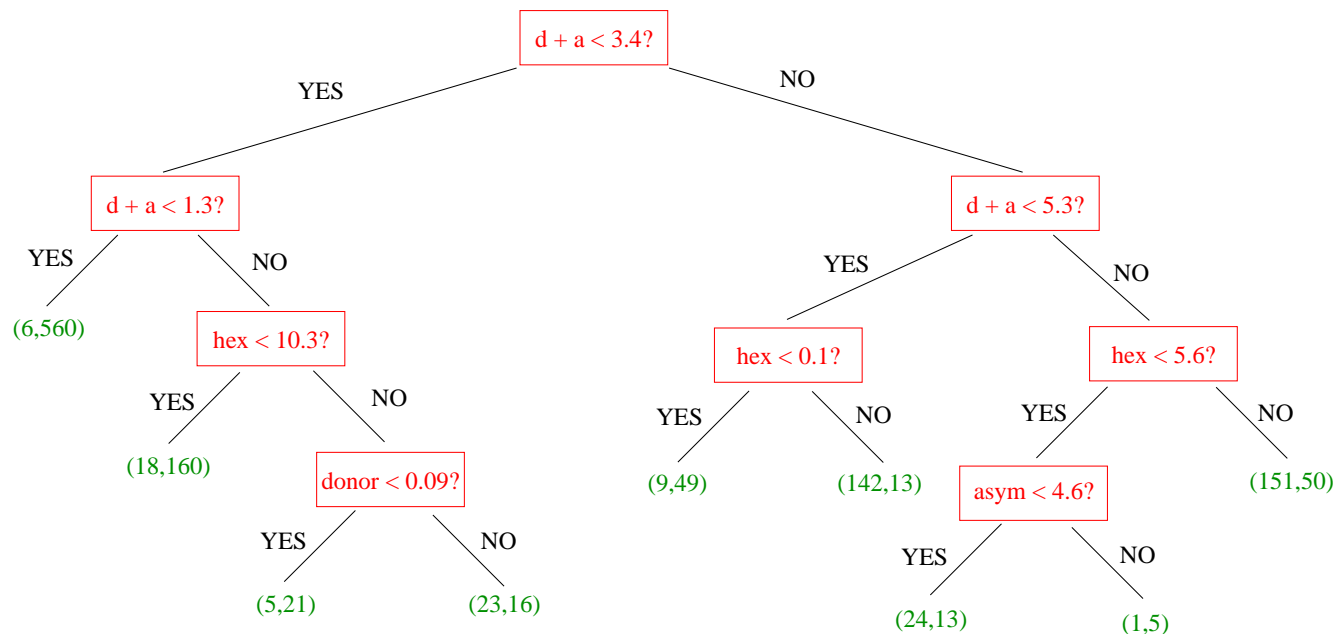 d + a < 3.4?
YES
NO
d + a < 1.3?
d + a < 5.3?
YES
NO
YES
NO
(6,560)
hex < 10.3?
hex < 0.1?
hex < 5.6?
YES
NO
YES
NO
YES
NO
(18,160)
donor < 0.09?
(9,49)
(142,13)
asym < 4.6?
(151,50)
YES
NO
YES
NO
(5,21)
(23,16)
(24,13)
(1,5)